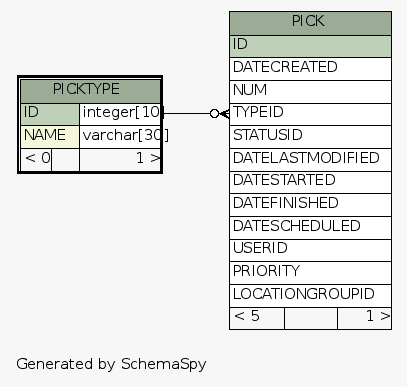 PICKTYPE
ID integer[10]
NAME varchar[30]
< 0 1 >
PICK
ID
DATECREATED
NUM
TYPEID
STATUSID
DATELASTMODIFIED
DATESTARTED
DATEFINISHED
DATESCHEDULED
USERID
PRIORITY
LOCATIONGROUPID
< 5 1 >
Generated by SchemaSpy